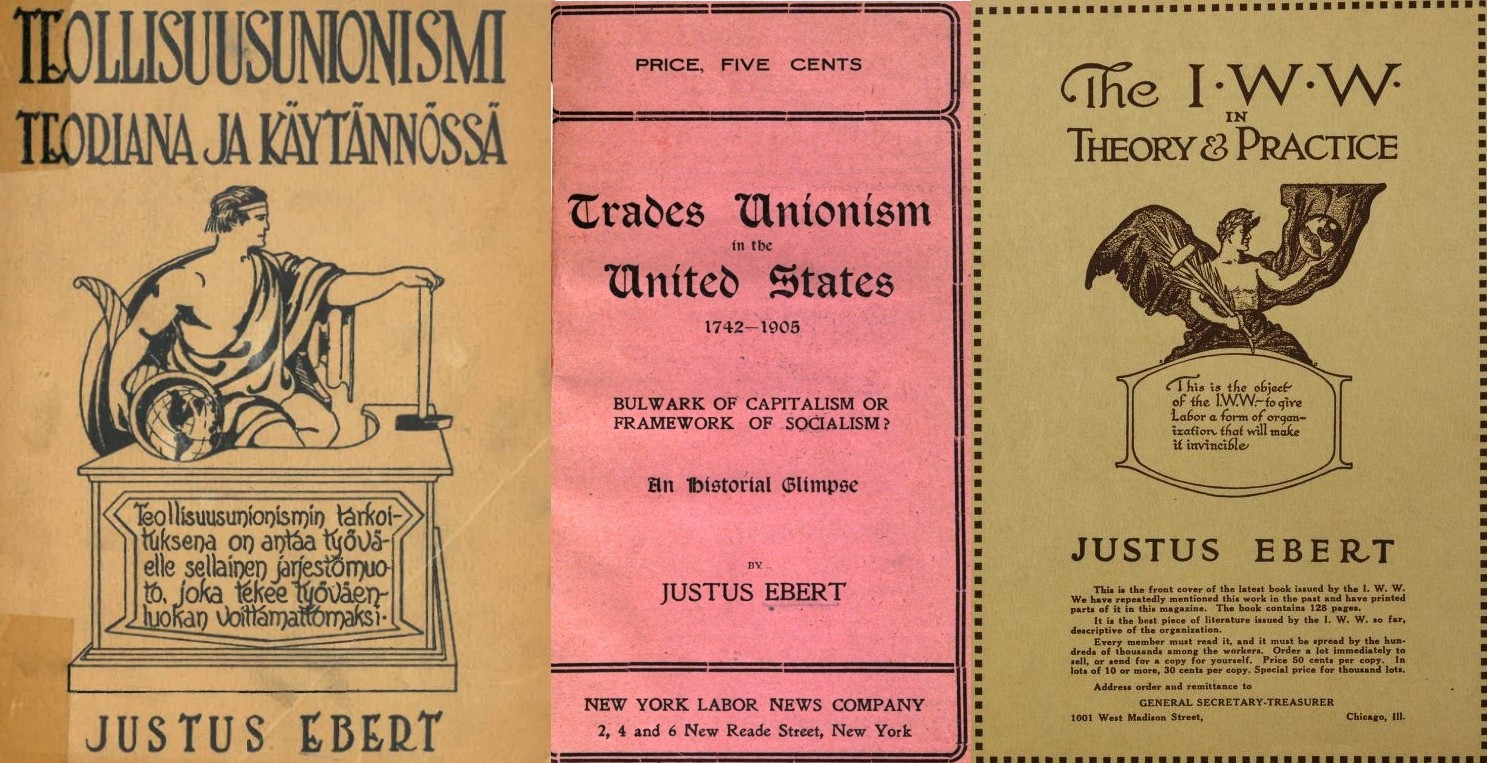 TEOLLISUUSUNIONISMI
TEORIANA JA KÄYTÄNNÖSSÄ
Teollisuusunionismin tarkoi-
tuksena on antaa työvä-
elle sellainen järjestömuo-
to, joka tekee työväen-
luokan voittamattomaksi.
JUSTUS EBERT
PRICE, FIVE CENTS
Trades Unionism
in the
United States
1742—1905
BULWARK OF CAPITALISM OR
FRAMEWORK OF SOCIALISM?
An Historial Glimpse
BY
JUSTUS EBERT
NEW YORK LABOR NEWS COMPANY
2, 4 and 6 New Reade Street, New York
The I·W·W·
IN
THEORY & PRACTICE
This is the object
of the I.W.W.—to give
Labor a form of organ-
ization that will make
it invincible
JUSTUS EBERT
This is the front cover of the latest book issued by the I. W. W.
We have repeatedly mentioned this work in the past and have printed
parts of it in this magazine. The book contains 128 pages.
It is the best piece of literature issued by the I. W. W. so far,
descriptive of the organization.
Every member must read it, and it must be spread by the hun-
dreds of thousands among the workers. Order a lot immediately to
sell, or send for a copy for yourself. Price 50 cents per copy. In
lots of 10 or more, 30 cents per copy. Special price for thousand lots.
Address order and remittance to
GENERAL SECRETARY-TREASURER
1001 West Madison Street, Chicago, Ill.